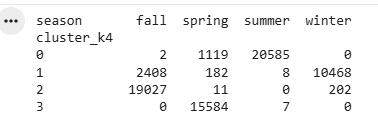 season fall spring summer winter
cluster_k4
0 2 1119 20585 0
1 2408 182 8 10468
2 19027 11 0 202
3 0 15584 7 0